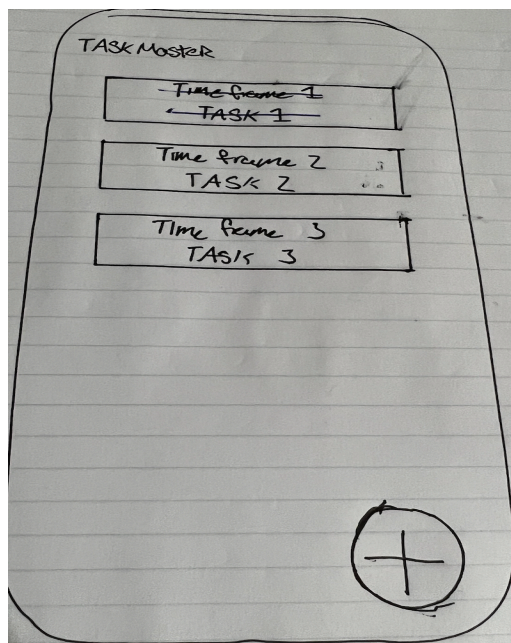 TASK Master
Time frame 1
TASK 1
Time frame 2
TASK 2
Time frame 3
TASK 3